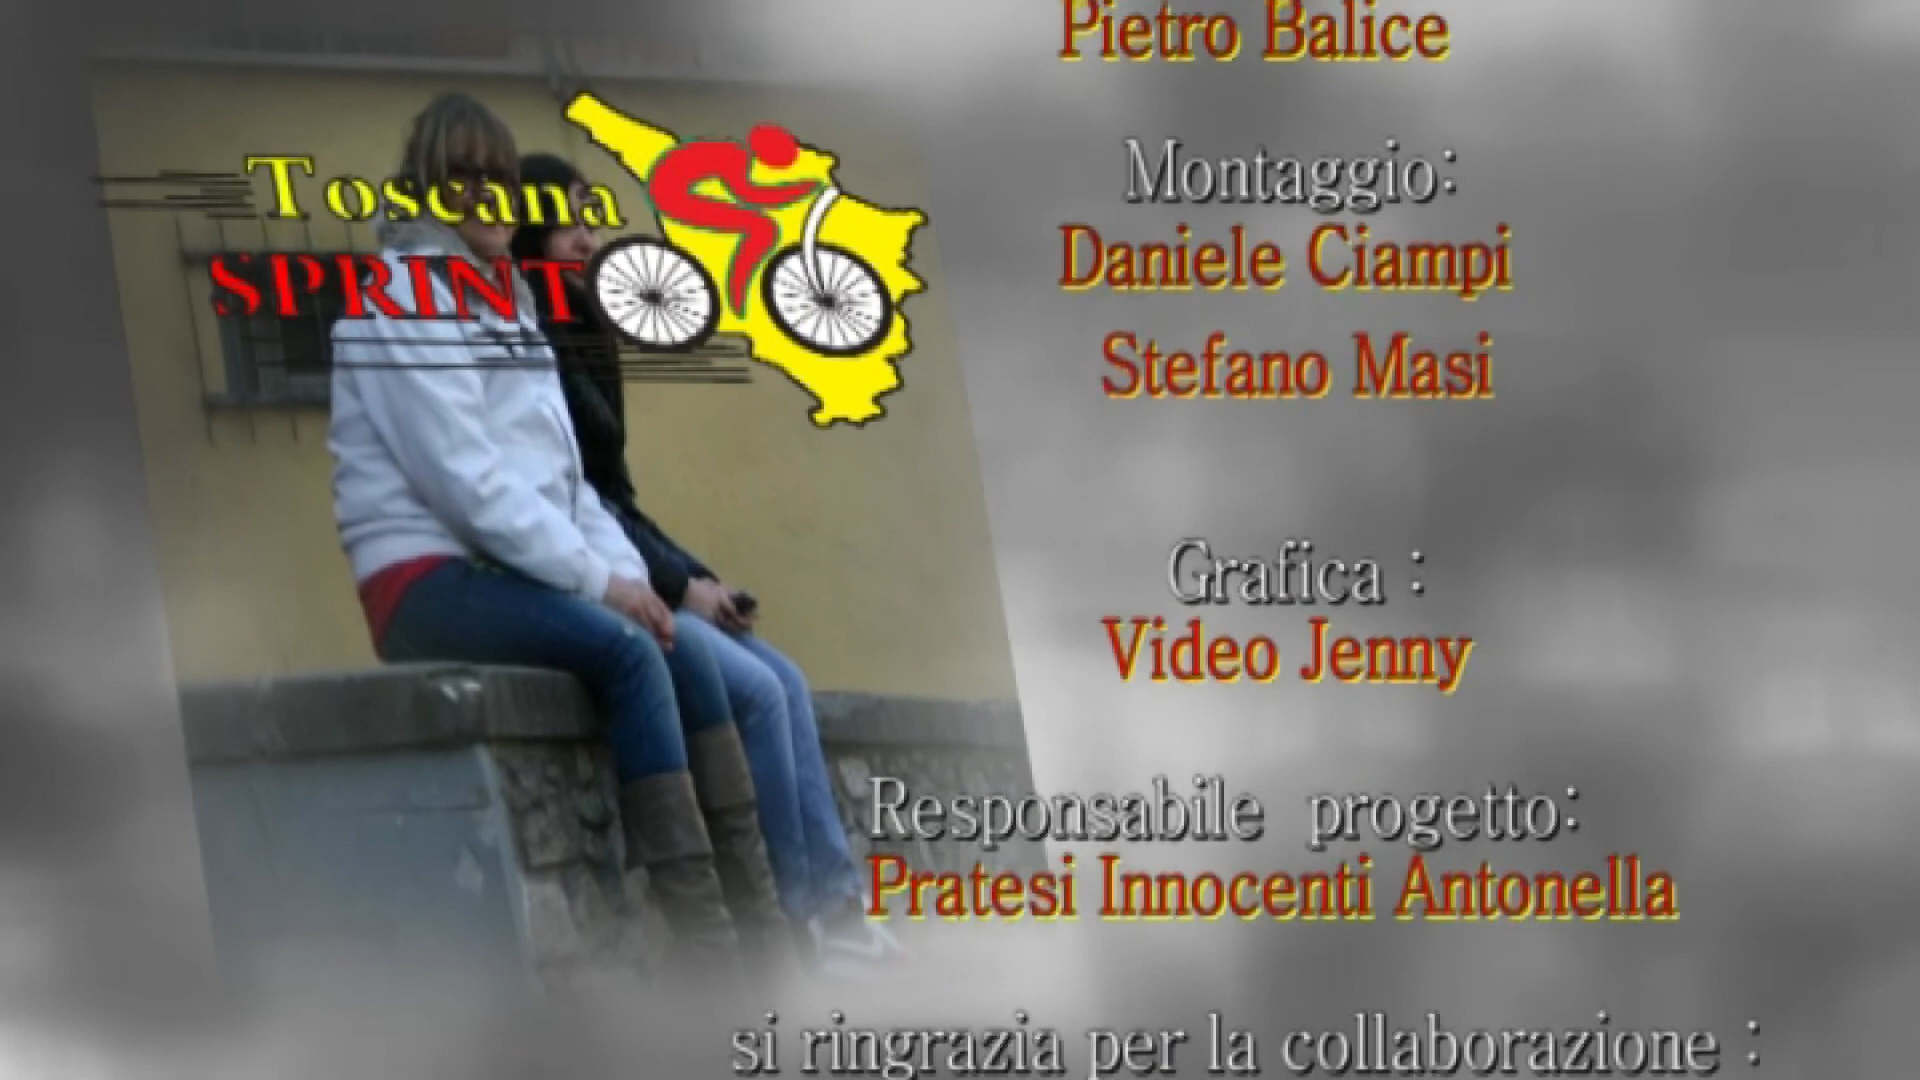 Toscana
SPRINT
Pietro Balice
Montaggio:
Daniele Ciampi
Stefano Masi
Grafica :
Video Jenny
Responsabile progetto:
Pratesi Innocenti Antonella
si ringrazia per la collaborazione :